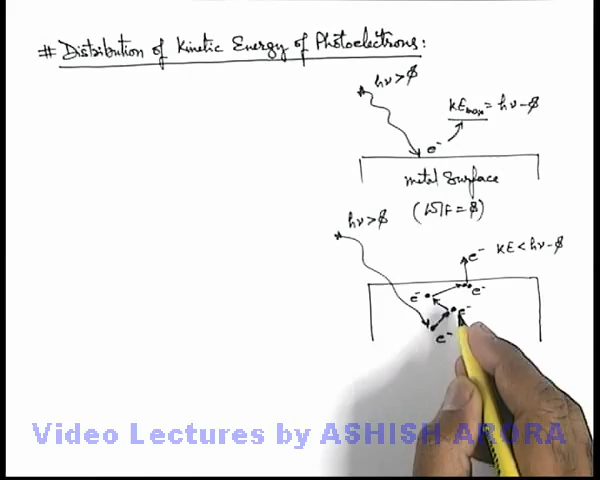 # Distribution of Kinetic Energy of Photoelectrons:
hν>φ
KEmax = hν-φ
e⁻
metal Surface
(W/F = φ)
hν>φ
e⁻ KE<hν-φ
e⁻ e⁻
e⁻
e⁻
Video Lectures by ASHISH ARORA